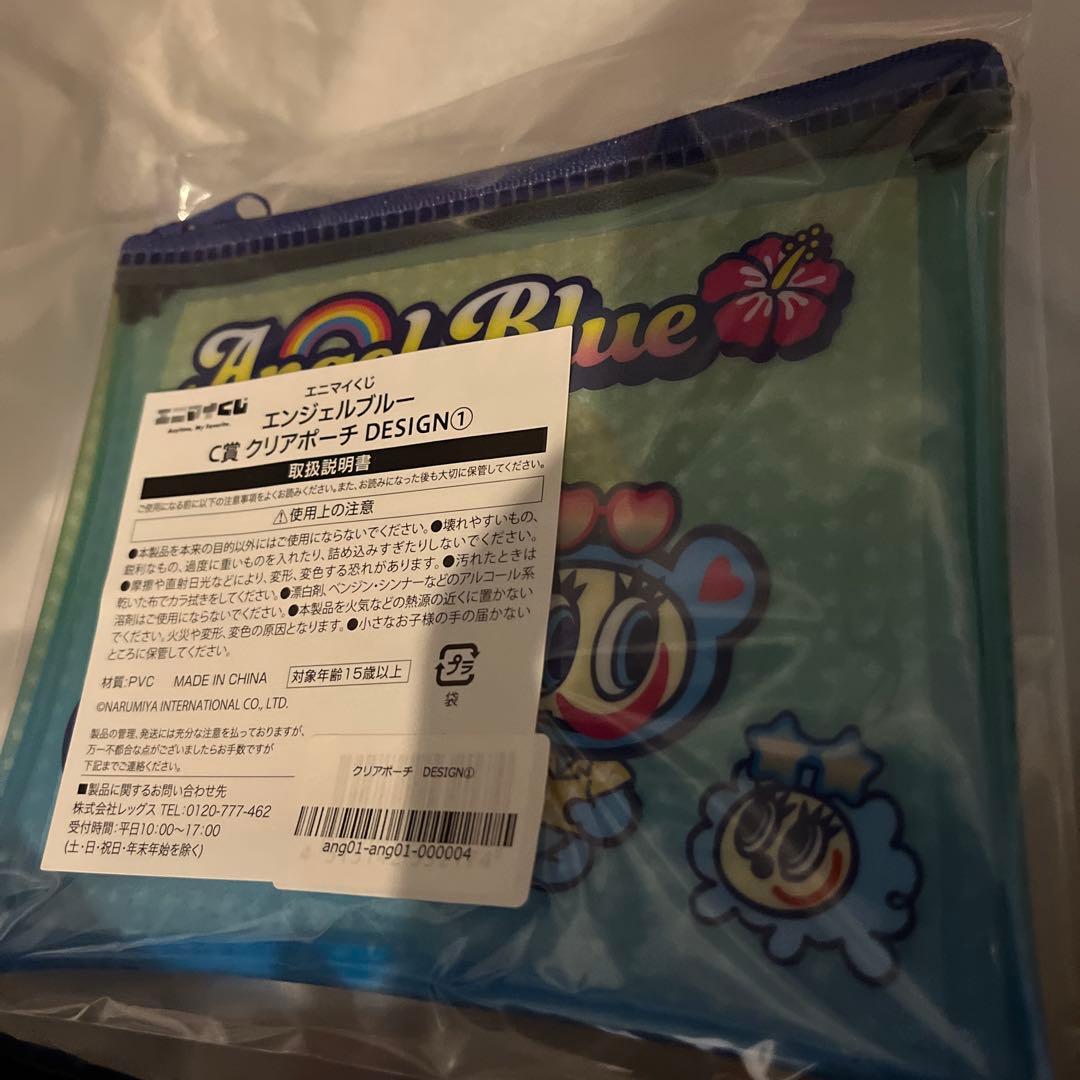 Angel Blue
エニマイくじ
Anytime, My Favorite.
エニマイくじ
エンジェルブルー
C賞 クリアポーチ DESIGN①
取扱説明書
ご使用になる前に以下の注意事項をよくお読みください。また、お読みになった後も大切に保管してください。
⚠使用上の注意
●本製品を本来の目的以外にはご使用にならないでください。●壊れやすいもの、
鋭利なもの、過度に重いものを入れたり、詰め込みすぎたりしないでください。
●摩擦や直射日光などにより、変形、変色する恐れがあります。●汚れたときは
乾いた布でカラ拭きをしてください。●漂白剤、ベンジン・シンナーなどのアルコール系
溶剤はご使用にならないでください。●本製品を火気などの熱源の近くに置かない
でください。火災や変形、変色の原因となります。●小さなお子様の手の届かない
ところに保管してください。
材質:PVC MADE IN CHINA 対象年齢15歳以上
プラ
袋
©NARUMIYA INTERNATIONAL CO., LTD.
製品の管理、発送には充分な注意を払っておりますが、
万一不都合な点がございましたらお手数ですが
下記までご連絡ください。
■製品に関するお問い合わせ先
株式会社レッグス TEL:0120-777-462
受付時間:平日10:00〜17:00
(土・日・祝日・年末年始を除く)
クリアポーチ DESIGN①
ang01-ang01-000004